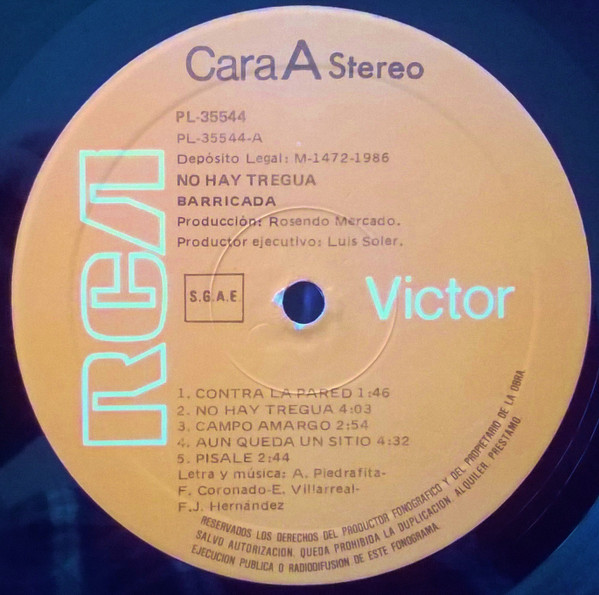 Cara A Stereo
PL-35544
PL-35544-A
Depósito Legal: M-1472-1986
NO HAY TREGUA
BARRICADA
Producción: Rosendo Mercado.
Productor ejecutivo: Luis Soler.
RCA
S.G.A.E.
Victor
1. CONTRA LA PARED 1:46
2. NO HAY TREGUA 4:03
3. CAMPO AMARGO 2:54
4. AUN QUEDA UN SITIO 4:32
5. PISALE 2:44
Letra y música: A. Piedrafita-
F. Coronado-E. Villarreal-
F.J. Hernández
RESERVADOS LOS DERECHOS DEL PRODUCTOR FONOGRAFICO Y DEL PROPIETARIO DE LA OBRA
SALVO AUTORIZACION. QUEDA PROHIBIDA LA DUPLICACION. ALQUILER. PRESTAMO.
EJECUCION PUBLICA O RADIODIFUSION DE ESTE FONOGRAMA.